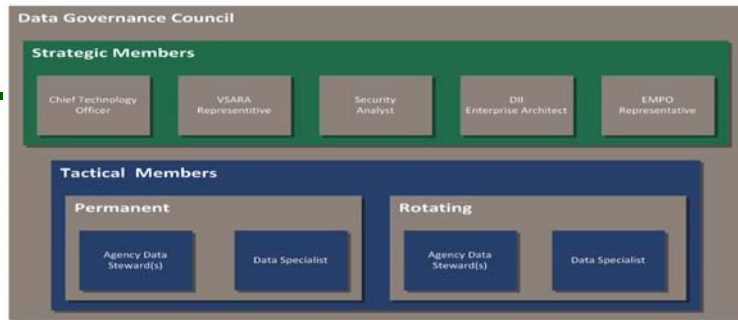 Data Governance Council
Strategic Members
Chief Technology
Officer
VSARA
Representitive
Security
Analyst
DII
Enterprise Architect
EMPO
Representative
Tactical Members
Permanent
Agency Data
Steward(s)
Data Specialist
Rotating
Agency Data
Steward(s)
Data Specialist